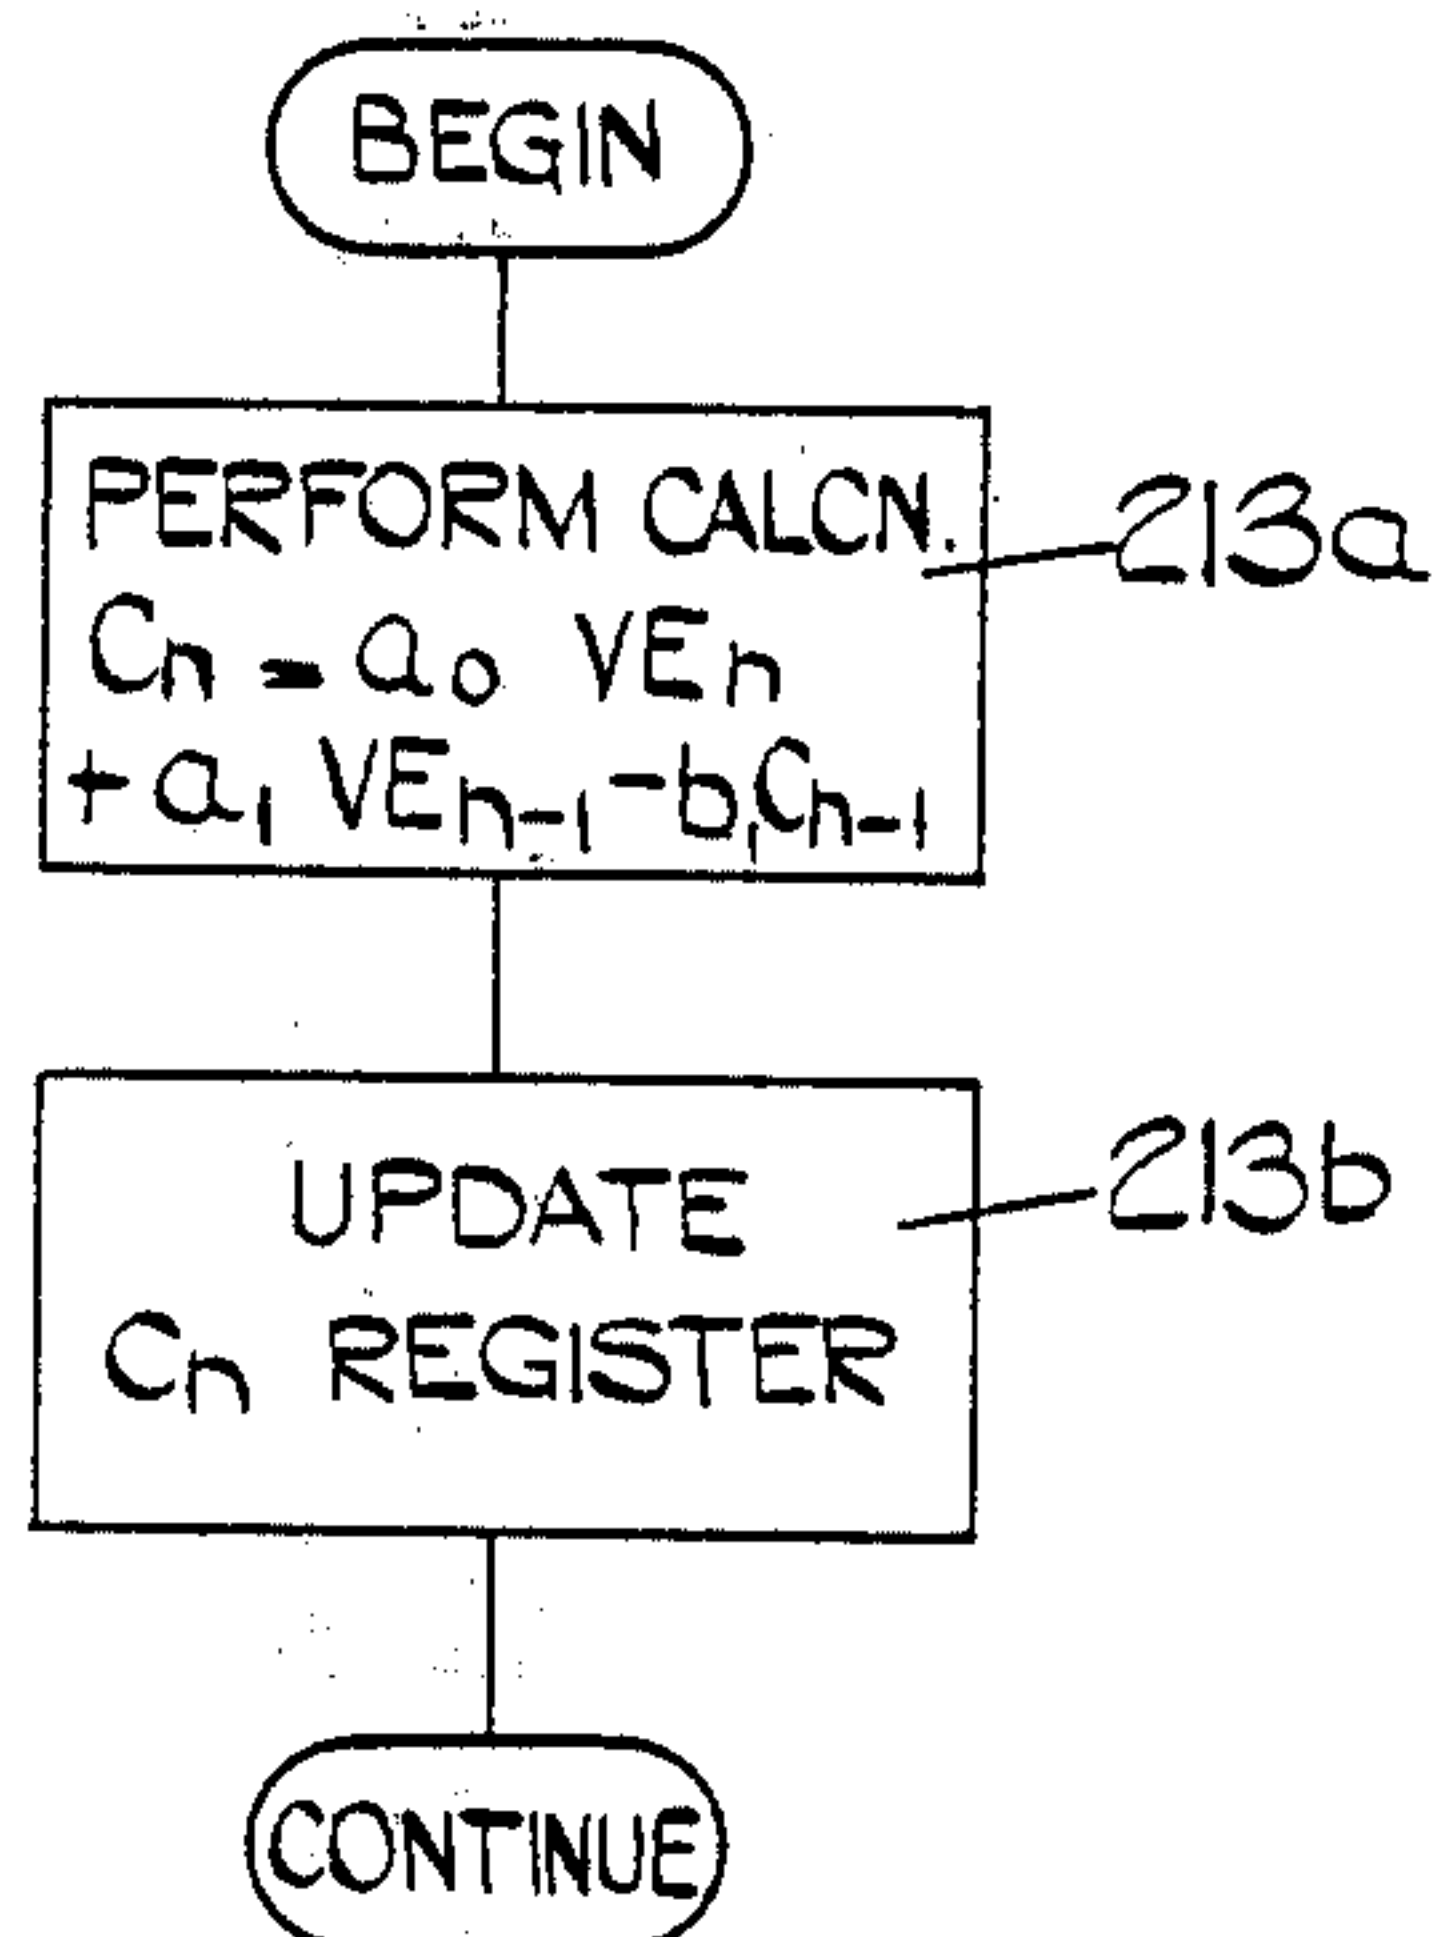 BEGIN
PERFORM CALCN.
Cn = a0 VEn
+ a1 VEn-1 - b1Cn-1
213a
UPDATE
Cn REGISTER
213b
CONTINUE